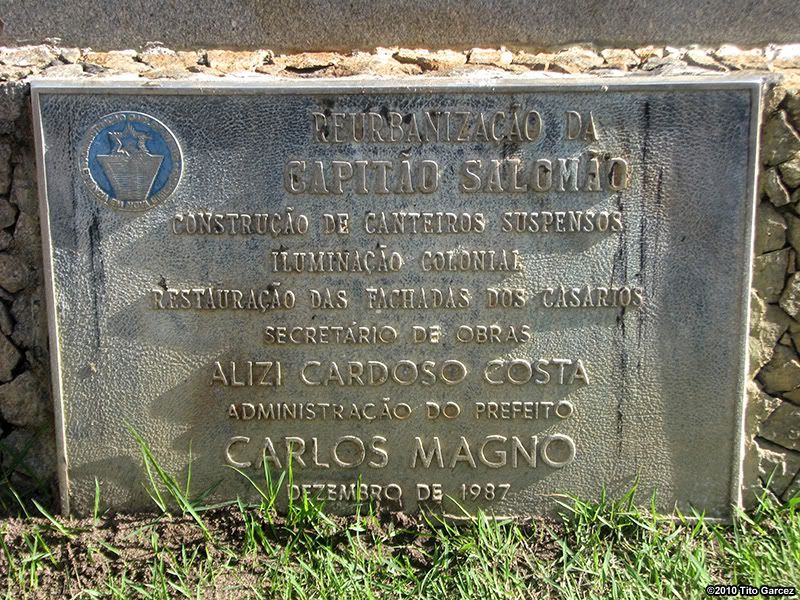 REURBANIZAÇÃO DA
CAPITÃO SALOMÃO
CONSTRUÇÃO DE CANTEIROS SUSPENSOS
ILUMINAÇÃO COLONIAL
RESTAURAÇÃO DAS FACHADAS DOS CASÁRIOS
SECRETÁRIO DE OBRAS
ALIZI CARDOSO COSTA
ADMINISTRAÇÃO DO PREFEITO
CARLOS MAGNO
DEZEMBRO DE 1987
©2010 Tito Garcez